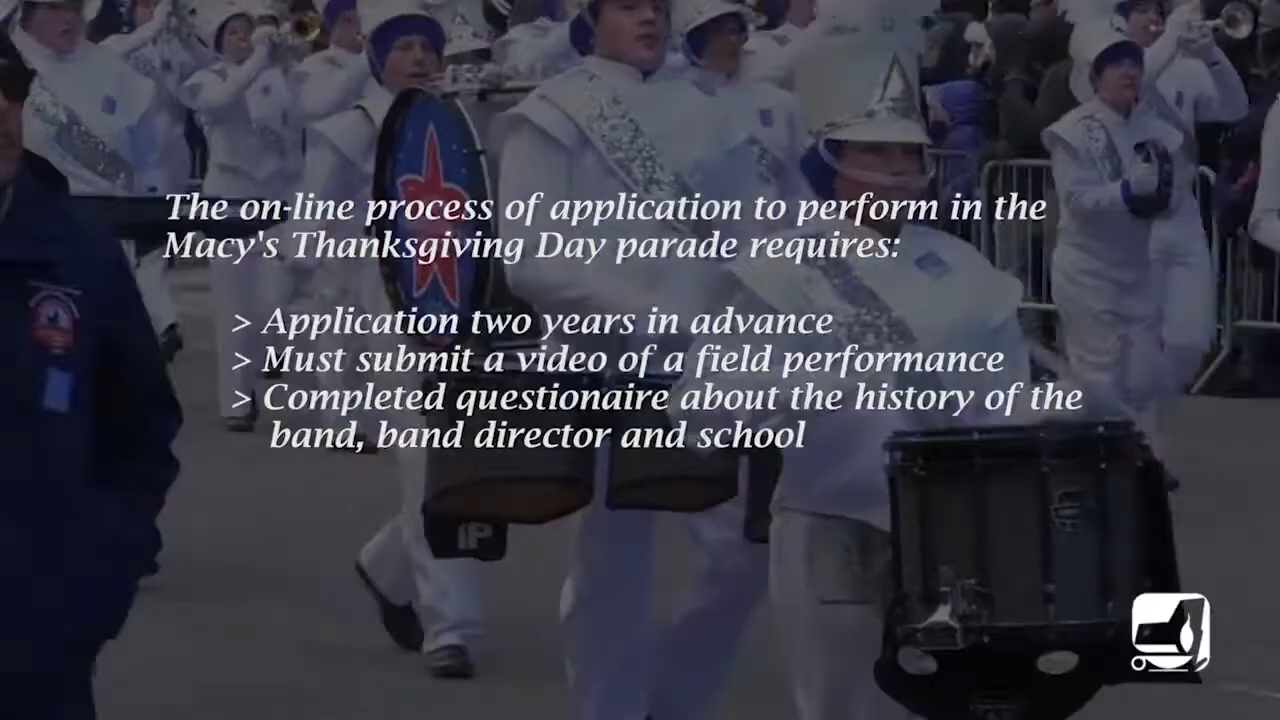 The on-line process of application to perform in the
Macy's Thanksgiving Day parade requires:
> Application two years in advance
> Must submit a video of a field performance
> Completed questionaire about the history of the
band, band director and school
IP